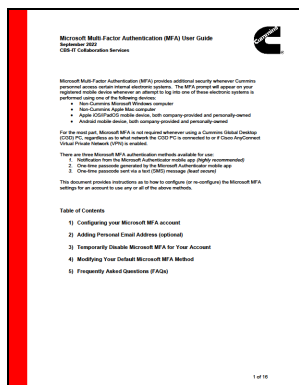 Microsoft Multi-Factor Authentication (MFA) User Guide
September 2022
CBS-IT Collaboration Services
Cummins
Microsoft Multi-Factor Authentication (MFA) provides additional security whenever Cummins
personnel access certain internal electronic systems. The MFA prompt will appear on your
registered mobile device whenever an attempt to log into one of these electronic systems is
performed using one of the following devices:
• Non-Cummins Microsoft Windows computer
• Non-Cummins Apple Mac computer
• Apple iOS/iPadOS mobile device, both company-provided and personally-owned
• Android mobile device, both company-provided and personally-owned
For the most part, Microsoft MFA is not required whenever using a Cummins Global Desktop
(CGD) PC, regardless as to what network the CGD PC is connected to or if Cisco AnyConnect
Virtual Private Network (VPN) is enabled.
There are three Microsoft MFA authentication methods available for use:
1. Notification from the Microsoft Authenticator mobile app (highly recommended)
2. One-time passcode generated by the Microsoft Authenticator mobile app
3. One-time passcodes sent via a text (SMS) message (least secure)
This document provides instructions as to how to configure (or re-configure) the Microsoft MFA
settings for an account to use any or all of the above methods.
Table of Contents
1) Configuring your Microsoft MFA account
2) Adding Personal Email Address (optional)
3) Temporarily Disable Microsoft MFA for Your Account
4) Modifying Your Default Microsoft MFA Method
5) Frequently Asked Questions (FAQs)
1 of 16